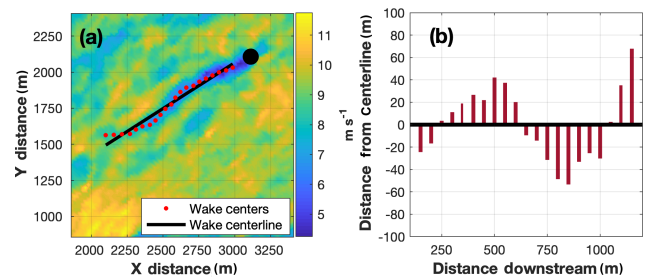 (a)
2250
2000
1750
1500
1250
1000
Y distance (m)
2000 2250 2500 2750 3000 3250
X distance (m)
Wake centers
Wake centerline
11
10
9
8
7
6
5
m s-1
(b)
100
80
60
40
20
0
-20
-40
-60
-80
-100
Distance from centerline (m)
250 500 750 1000
Distance downstream (m)